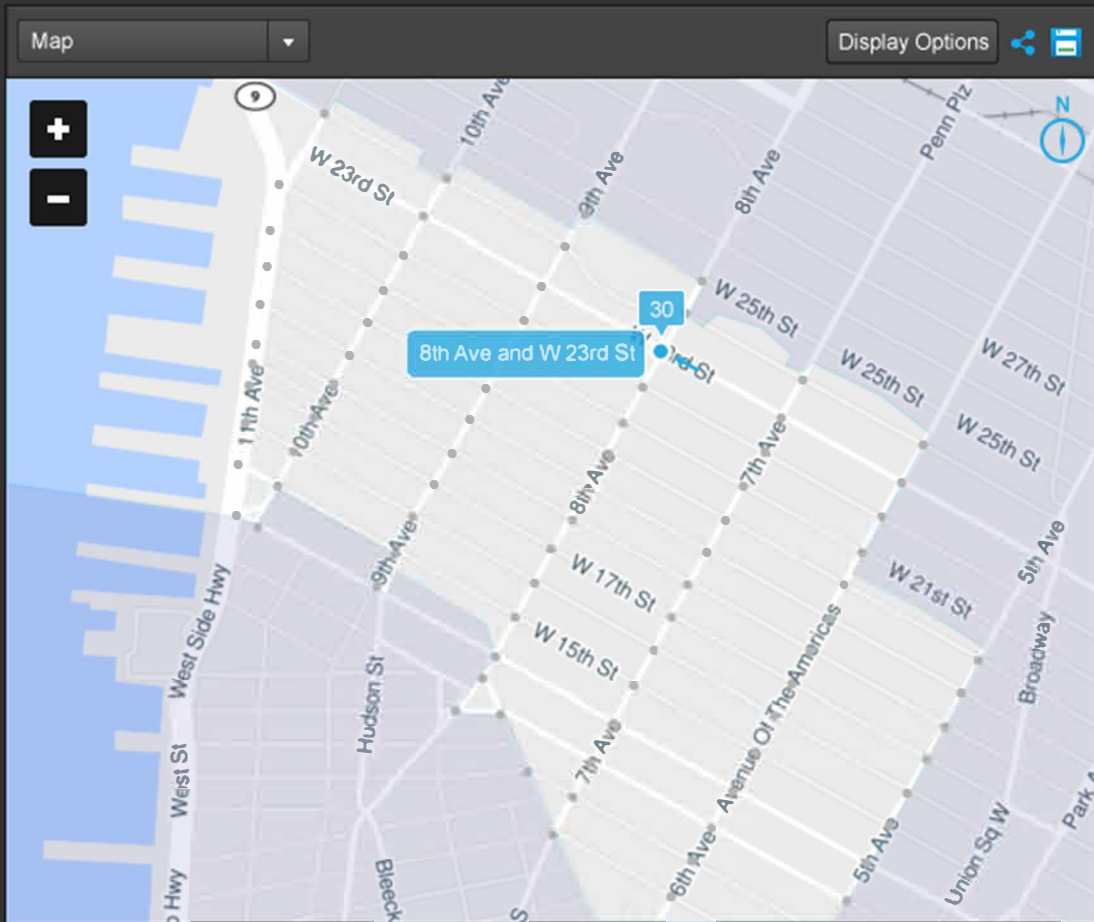 Map
Display Options
N
9
10th Ave
Penn Plz
W 23rd St
9th Ave
8th Ave
W 25th St
30
8th Ave and W 23rd St
W 25th St
W 27th St
11th Ave
10th Ave
W 25th St
7th Ave
8th Ave
9th Ave
5th Ave
W 17th St
W 21st St
West Side Hwy
W 15th St
Broadway
Hudson St
Avenue Of The Americas
7th Ave
West St
Park A
Union Sq W
5th Ave
6th Ave
Bleeck
Hwy
S